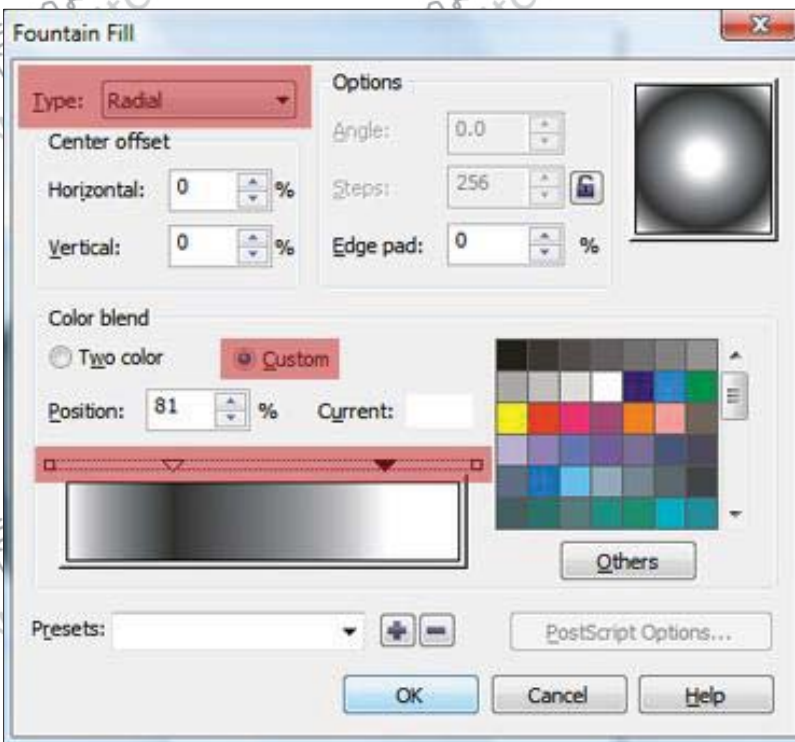 Fountain Fill
Type: Radial
Options
Center offset
Angle: 0.0
Horizontal: 0 %
Steps: 256
Vertical: 0 %
Edge pad: 0 %
Color blend
Two color Custom
Position: 81 % Current:
Others
Presets:
PostScript Options...
OK Cancel Help